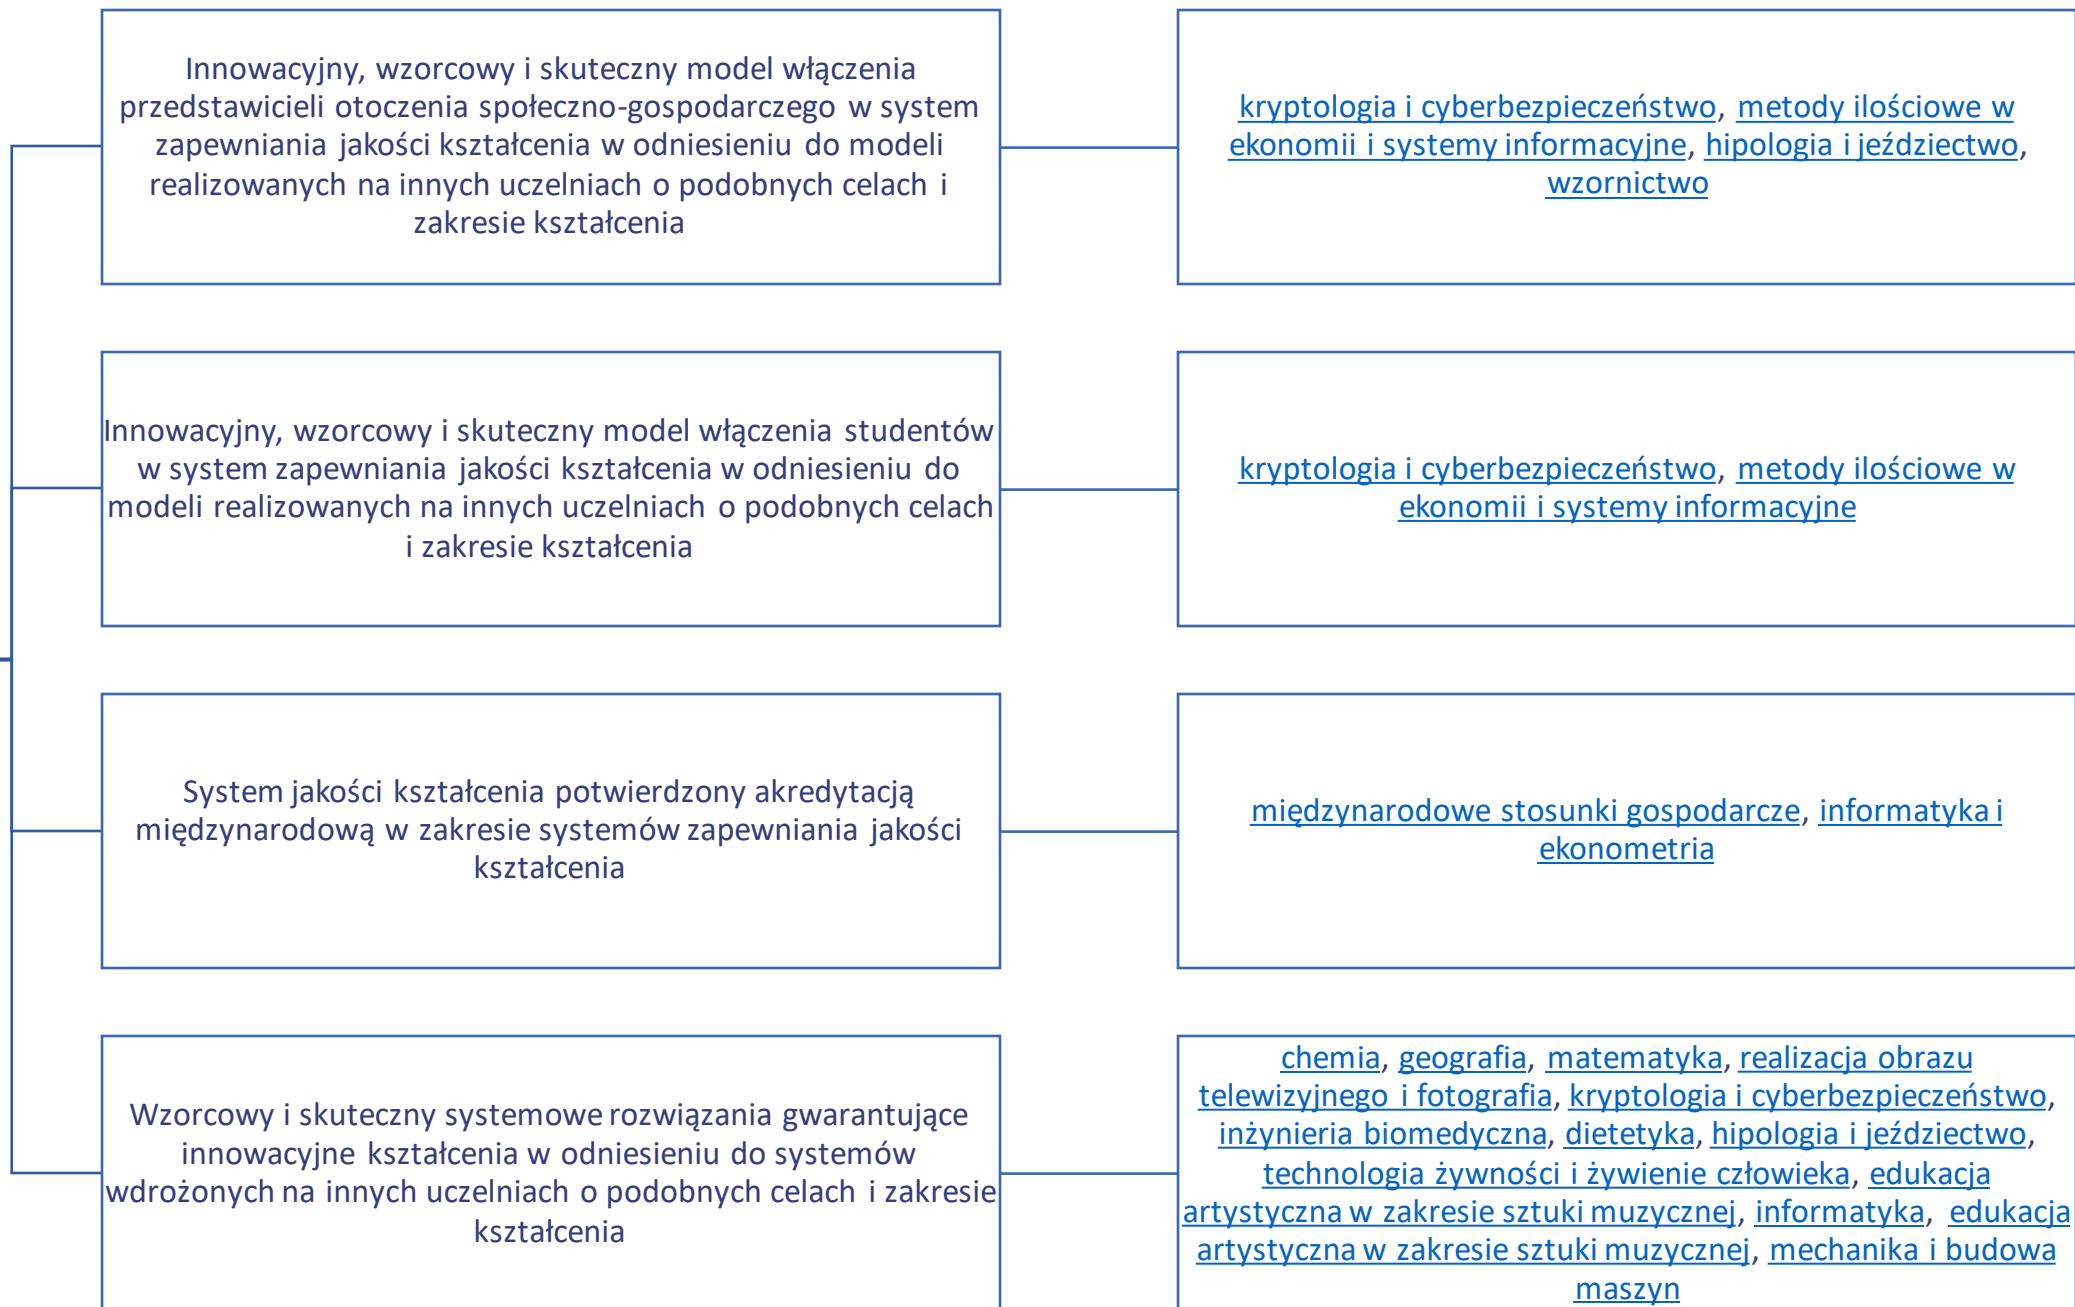 Innowacyjny, wzorcowy i skuteczny model włączenia
przedstawicieli otoczenia społeczno-gospodarczego w system
zapewniania jakości kształcenia w odniesieniu do modeli
realizowanych na innych uczelniach o podobnych celach i
zakresie kształcenia
kryptologia i cyberbezpieczeństwo, metody ilościowe w
ekonomii i systemy informacyjne, hipologia i jeździectwo,
wzornictwo
Innowacyjny, wzorcowy i skuteczny model włączenia studentów
w system zapewniania jakości kształcenia w odniesieniu do
modeli realizowanych na innych uczelniach o podobnych celach
i zakresie kształcenia
kryptologia i cyberbezpieczeństwo, metody ilościowe w
ekonomii i systemy informacyjne
System jakości kształcenia potwierdzony akredytacją
międzynarodową w zakresie systemów zapewniania jakości
kształcenia
międzynarodowe stosunki gospodarcze, informatyka i
ekonometria
Wzorcowy i skuteczny systemowe rozwiązania gwarantujące
innowacyjne kształcenia w odniesieniu do systemów
wdrożonych na innych uczelniach o podobnych celach i zakresie
kształcenia
chemia, geografia, matematyka, realizacja obrazu
telewizyjnego i fotografia, kryptologia i cyberbezpieczeństwo,
inżynieria biomedyczna, dietetyka, hipologia i jeździectwo,
technologia żywności i żywienie człowieka, edukacja
artystyczna w zakresie sztuki muzycznej, informatyka, edukacja
artystyczna w zakresie sztuki muzycznej, mechanika i budowa
maszyn